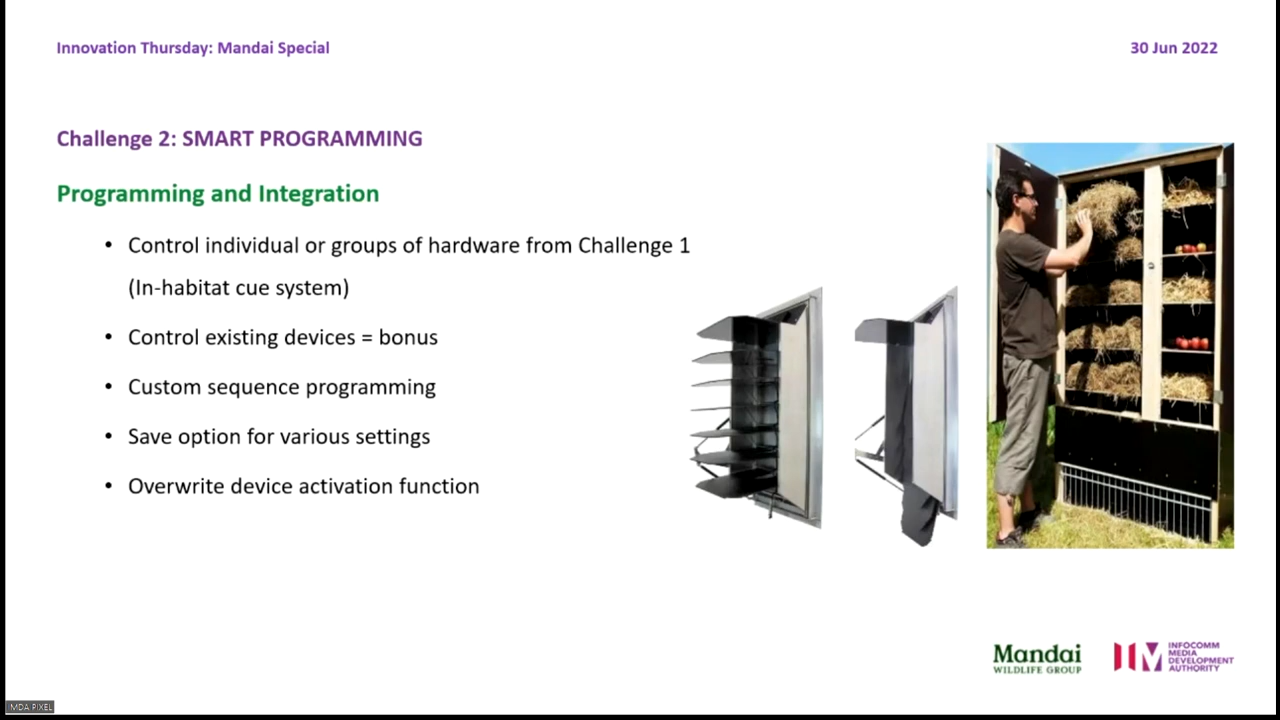 Innovation Thursday: Mandai Special
30 Jun 2022
Challenge 2: SMART PROGRAMMING
Programming and Integration
• Control individual or groups of hardware from Challenge 1
(In-habitat cue system)
• Control existing devices = bonus
• Custom sequence programming
• Save option for various settings
• Overwrite device activation function
Mandai
WILDLIFE GROUP
INFOCOMM
MEDIA
DEVELOPMENT
AUTHORITY
IMDA PIXEL